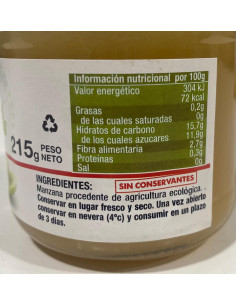 Información nutricional por 100g
Valor energético 304 kJ
72 kcal
Grasas 0,2g
de las cuales saturadas 0g
Hidratos de carbono 15,7g
de los cuales azucares 11,9g
Fibra alimentaria 2,7g
Proteínas 0,3g
Sal 0g
215g PESO NETO
SIN CONSERVANTES
INGREDIENTES:
Manzana procedente de agricultura ecológica.
Conservar en lugar fresco y seco. Una vez abierto
conservar en nevera (4ºc) y consumir en un plazo
de 3 días.